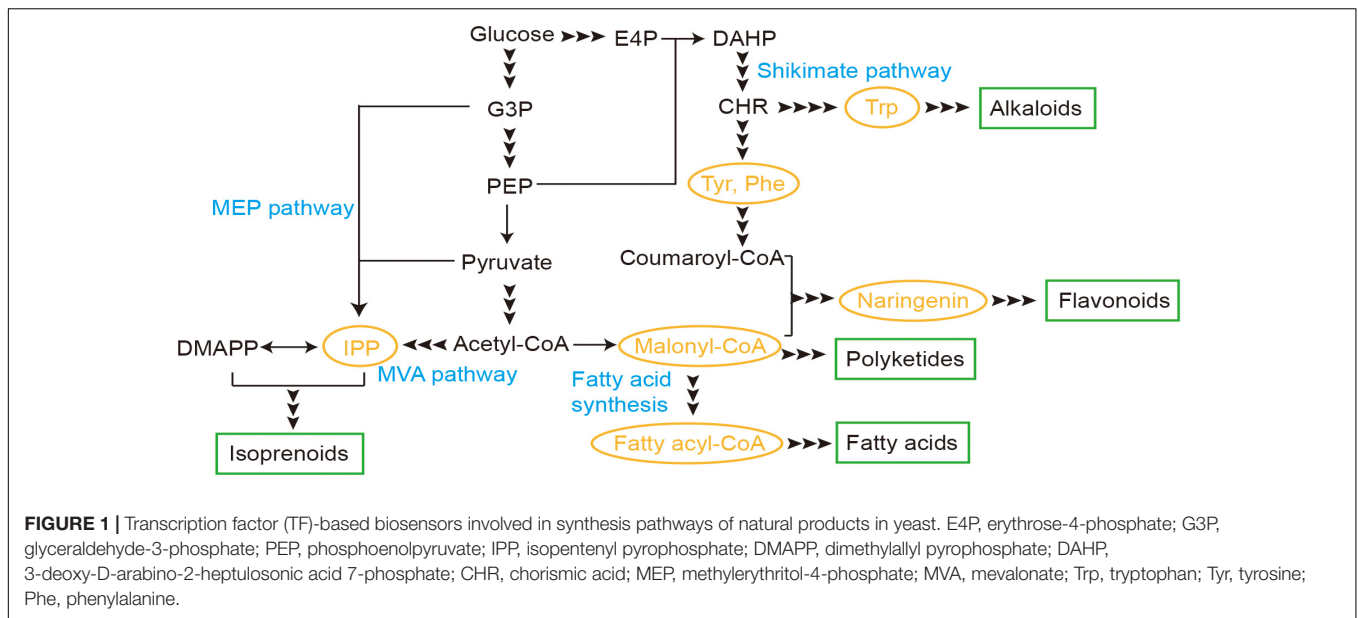 Glucose
E4P
DAHP
Shikimate pathway
G3P
CHR
Trp
Alkaloids
PEP
Tyr, Phe
MEP pathway
Pyruvate
Coumaroyl-CoA
Naringenin
Flavonoids
DMAPP
IPP
Acetyl-CoA
Malonyl-CoA
Polyketides
MVA pathway
Fatty acid
synthesis
Isoprenoids
Fatty acyl-CoA
Fatty acids
FIGURE 1 | Transcription factor (TF)-based biosensors involved in synthesis pathways of natural products in yeast. E4P, erythrose-4-phosphate; G3P,
glyceraldehyde-3-phosphate; PEP, phosphoenolpyruvate; IPP, isopentenyl pyrophosphate; DMAPP, dimethylallyl pyrophosphate; DAHP,
3-deoxy-D-arabino-2-heptulosonic acid 7-phosphate; CHR, chorismic acid; MEP, methylerythritol-4-phosphate; MVA, mevalonate; Trp, tryptophan; Tyr, tyrosine;
Phe, phenylalanine.